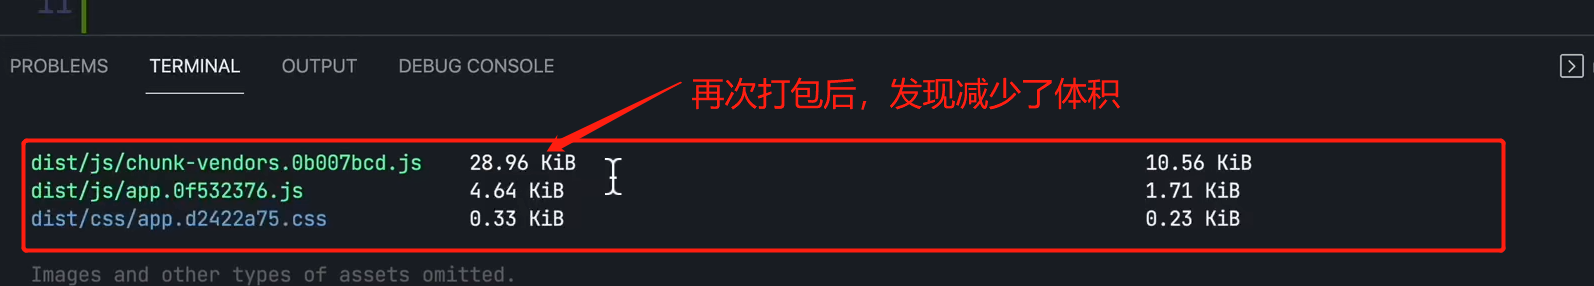 11
PROBLEMS TERMINAL OUTPUT DEBUG CONSOLE
再次打包后，发现减少了体积
dist/js/chunk-vendors.0b007bcd.js 28.96 KiB 10.56 KiB
dist/js/app.0f532376.js 4.64 KiB 1.71 KiB
dist/css/app.d2422a75.css 0.33 KiB 0.23 KiB
Images and other types of assets omitted.